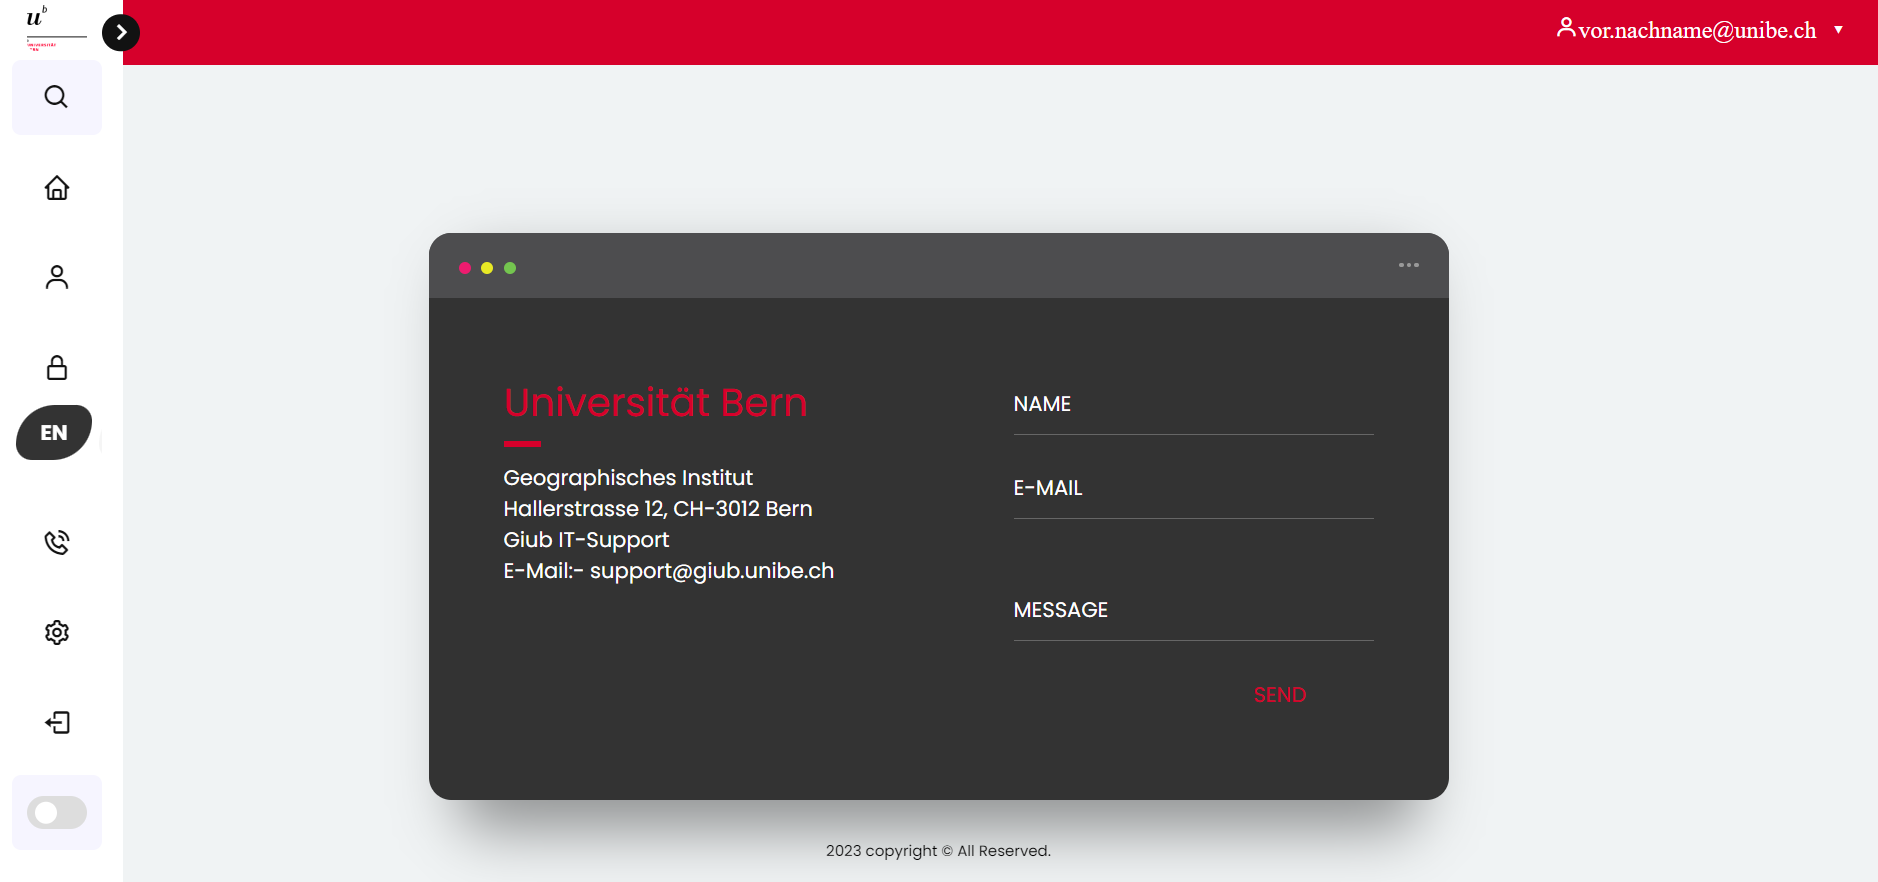 u b
UNIVERSITÄT
vor.nachname@unibe.ch
EN
Universität Bern
Geographisches Institut
Hallerstrasse 12, CH-3012 Bern
Giub IT-Support
E-Mail:- support@giub.unibe.ch
NAME
E-MAIL
MESSAGE
SEND
2023 copyright © All Reserved.